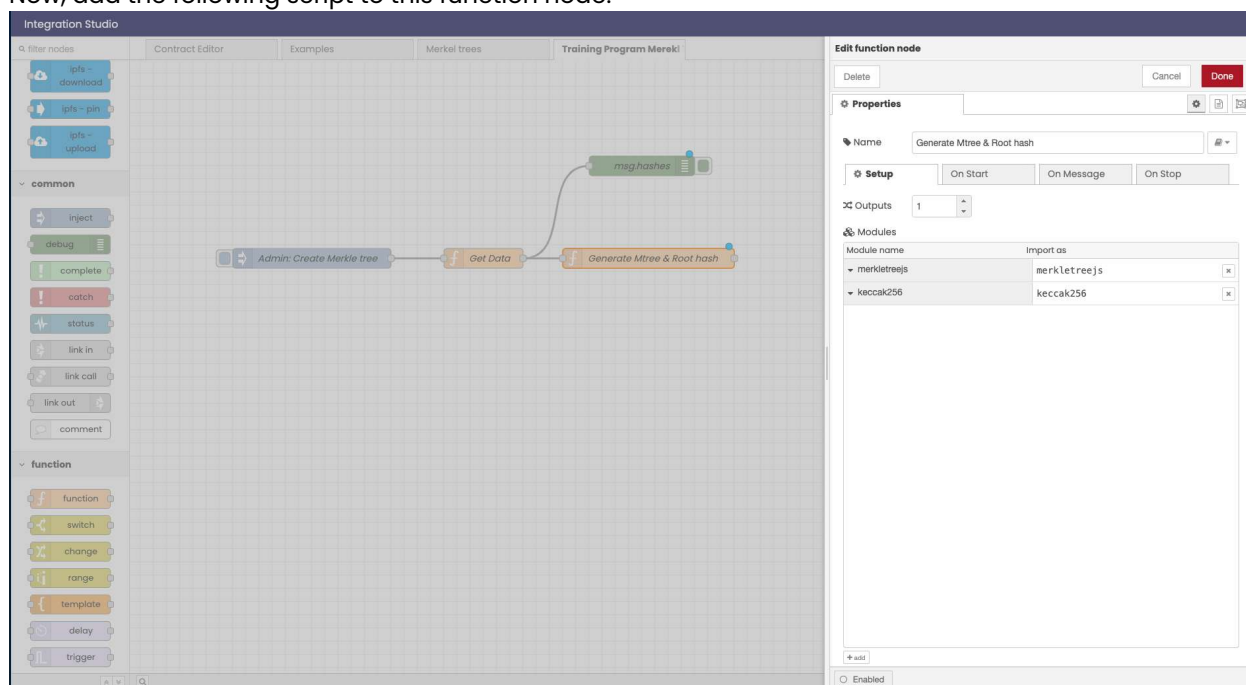 Now, add the following script to this function node.
Integration Studio
filter nodes
Contract Editor
Examples
Merkel trees
Training Program Merekl
ipfs -
download
ipfs - pin
ipfs -
upload
common
inject
debug
complete
catch
status
link in
link call
link out
comment
function
function
switch
change
range
template
delay
trigger
msg.hashes
Admin: Create Merkle tree
Get Data
Generate Mtree & Root hash
Edit function node
Delete
Cancel
Done
Properties
Name
Generate Mtree & Root hash
Setup
On Start
On Message
On Stop
Outputs
1
Modules
Module name
Import as
merkletreejs
merkletreejs
keccak256
keccak256
+ add
Enabled